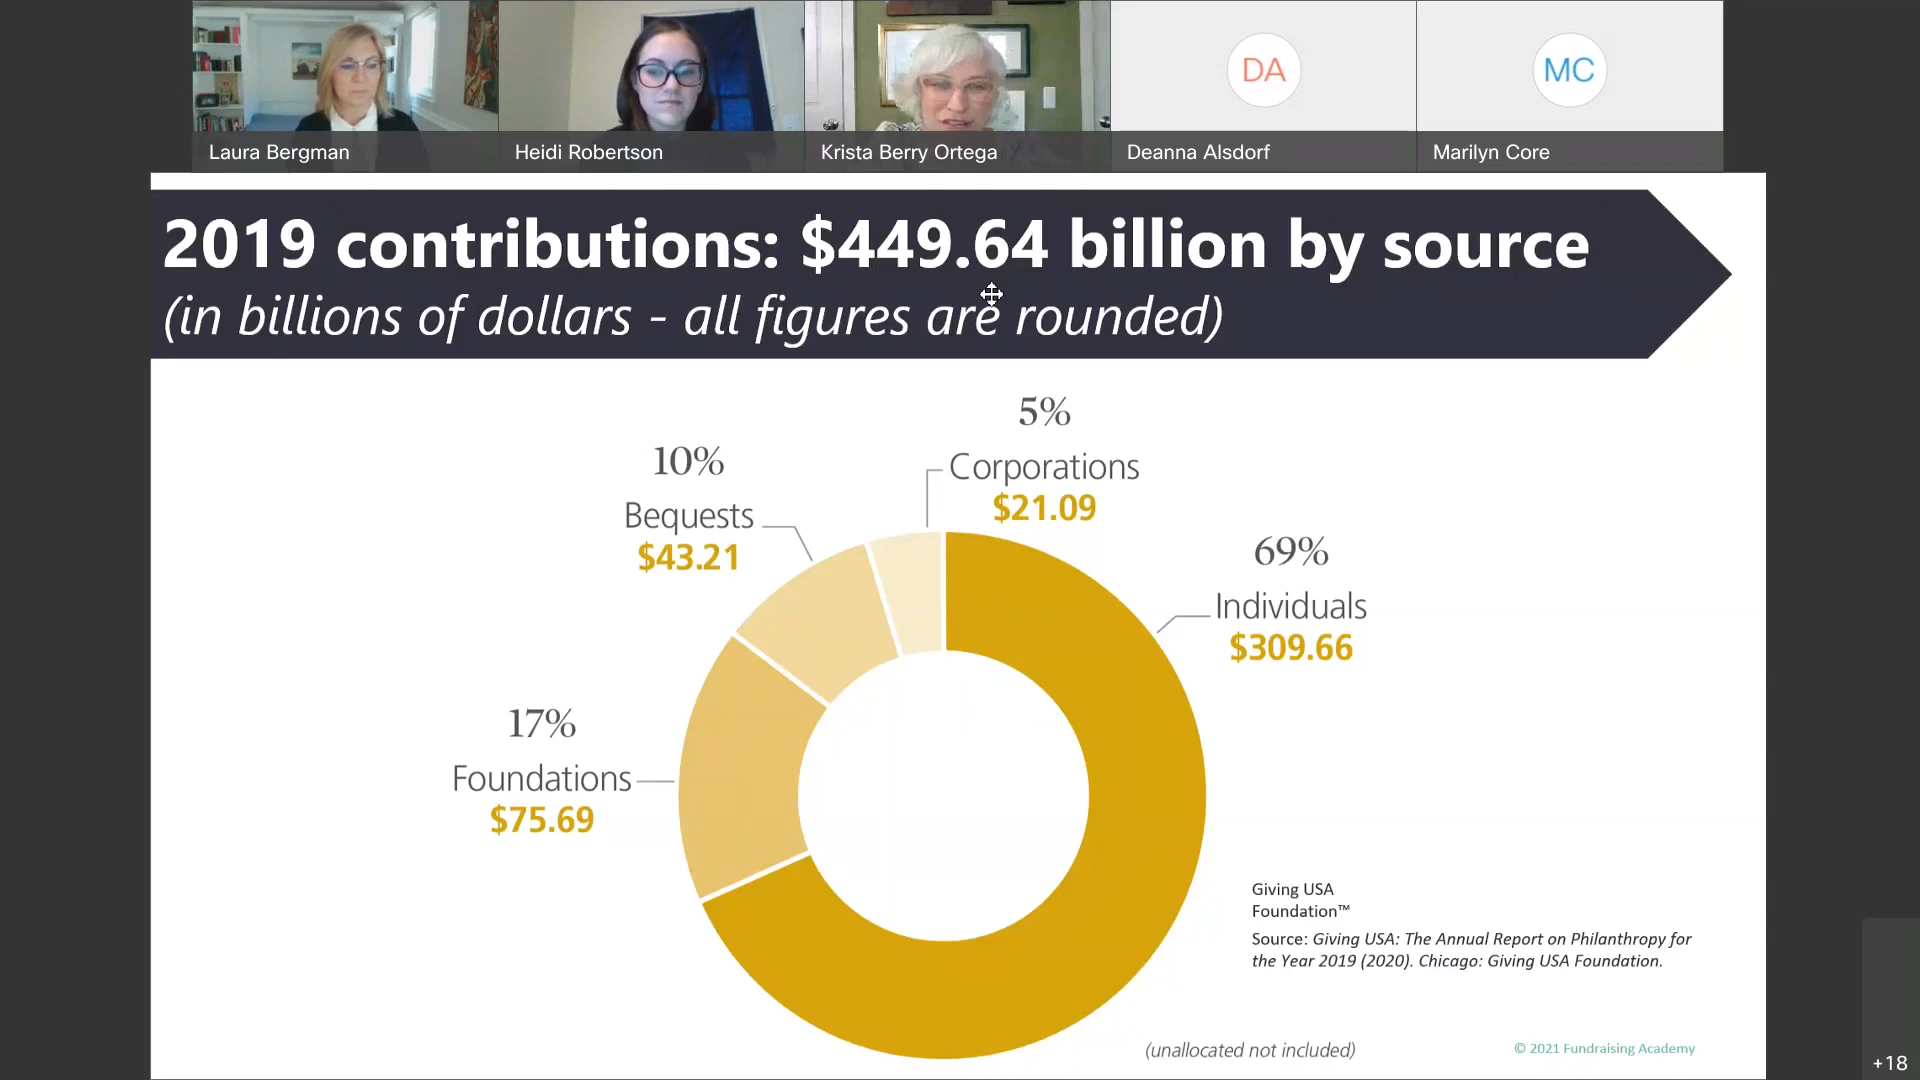 Laura Bergman
Heidi Robertson
Krista Berry Ortega
DA
Deanna Alsdorf
MC
Marilyn Core
2019 contributions: $449.64 billion by source
(in billions of dollars - all figures are rounded)
5%
Corporations
$21.09
10%
Bequests
$43.21
69%
Individuals
$309.66
17%
Foundations
$75.69
Giving USA
Foundation™
Source: Giving USA: The Annual Report on Philanthropy for
the Year 2019 (2020). Chicago: Giving USA Foundation.
(unallocated not included)
© 2021 Fundraising Academy
+18